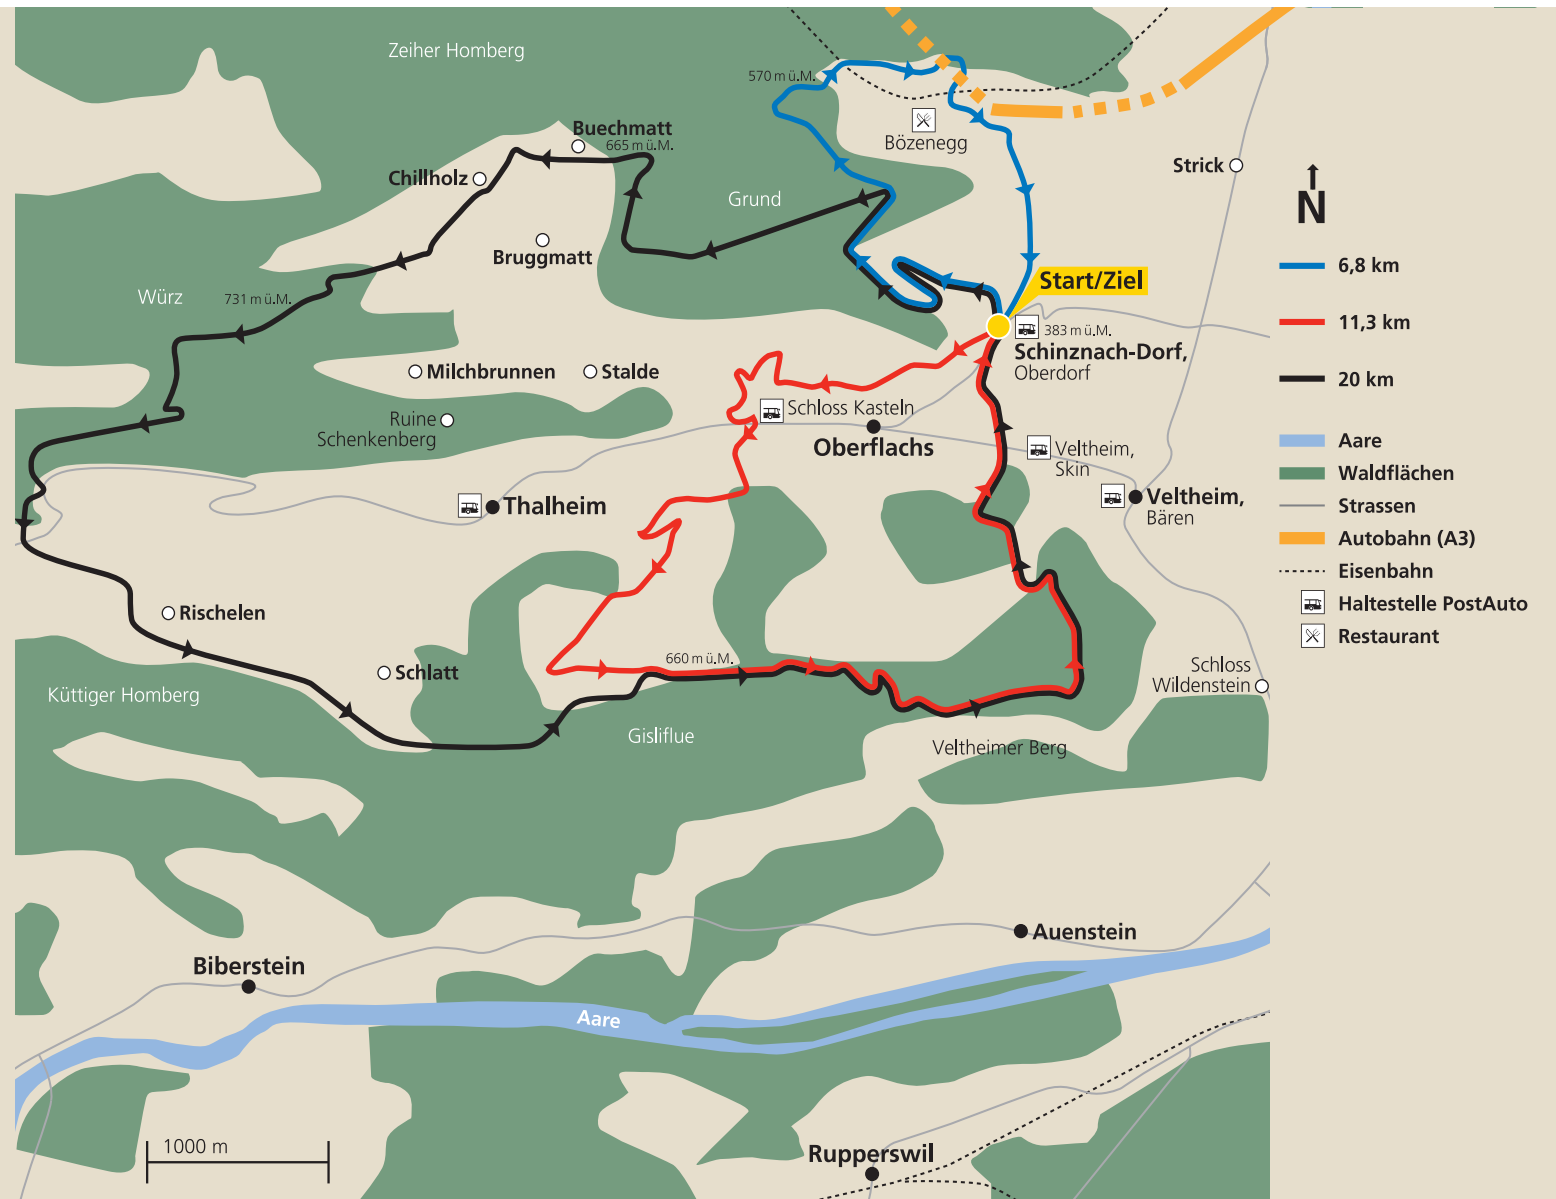 Zeiher Homberg
570 m ü.M.
Buechmatt
665 m ü.M.
Bözenegg
Strick
Chillholz
Grund
N
Bruggmatt
6,8 km
Start/Ziel
Würz
731 m ü.M.
11,3 km
383 m ü.M.
Schinznach-Dorf,
Oberdorf
Milchbrunnen
Stalde
20 km
Schloss Kasteln
Ruine
Schenkenberg
Oberflachs
Aare
Veltheim,
Skin
Waldflächen
Thalheim
Veltheim,
Bären
Strassen
Autobahn (A3)
Eisenbahn
Rischelen
Haltestelle PostAuto
Restaurant
660 m ü.M.
Schlatt
Schloss
Wildenstein
Küttiger Homberg
Gisliflue
Veltheimer Berg
Auenstein
Biberstein
Aare
1000 m
Rupperswil